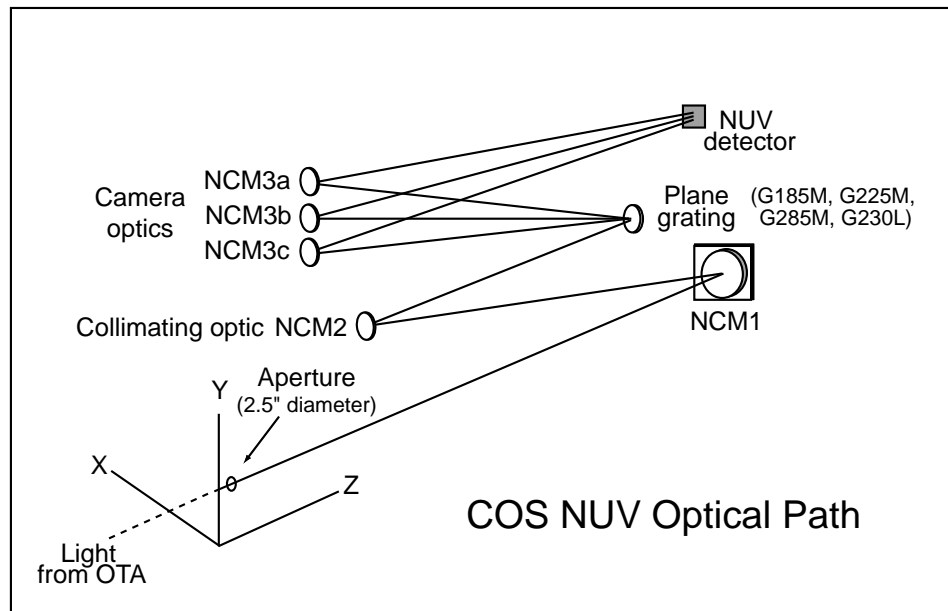 NUV
detector
NCM3a
Camera
optics
NCM3b
NCM3c
Plane
grating
(G185M, G225M,
G285M, G230L)
NCM1
Collimating optic NCM2
Aperture
(2.5" diameter)
Y
X
Z
Light
from OTA
COS NUV Optical Path